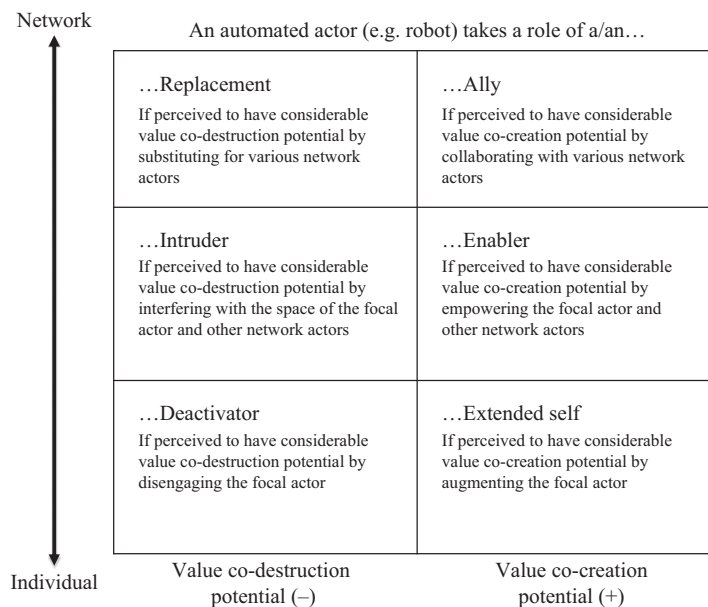 Network
An automated actor (e.g. robot) takes a role of a/an…
…Replacement
If perceived to have considerable
value co-destruction potential by
substituting for various network
actors
…Ally
If perceived to have considerable
value co-creation potential by
collaborating with various network
actors
…Intruder
If perceived to have considerable
value co-destruction potential by
interfering with the space of the focal
actor and other network actors
…Enabler
If perceived to have considerable
value co-creation potential by
empowering the focal actor and
other network actors
…Deactivator
If perceived to have considerable
value co-destruction potential by
disengaging the focal actor
…Extended self
If perceived to have considerable
value co-creation potential by
augmenting the focal actor
Individual
Value co-destruction
potential (–)
Value co-creation
potential (+)